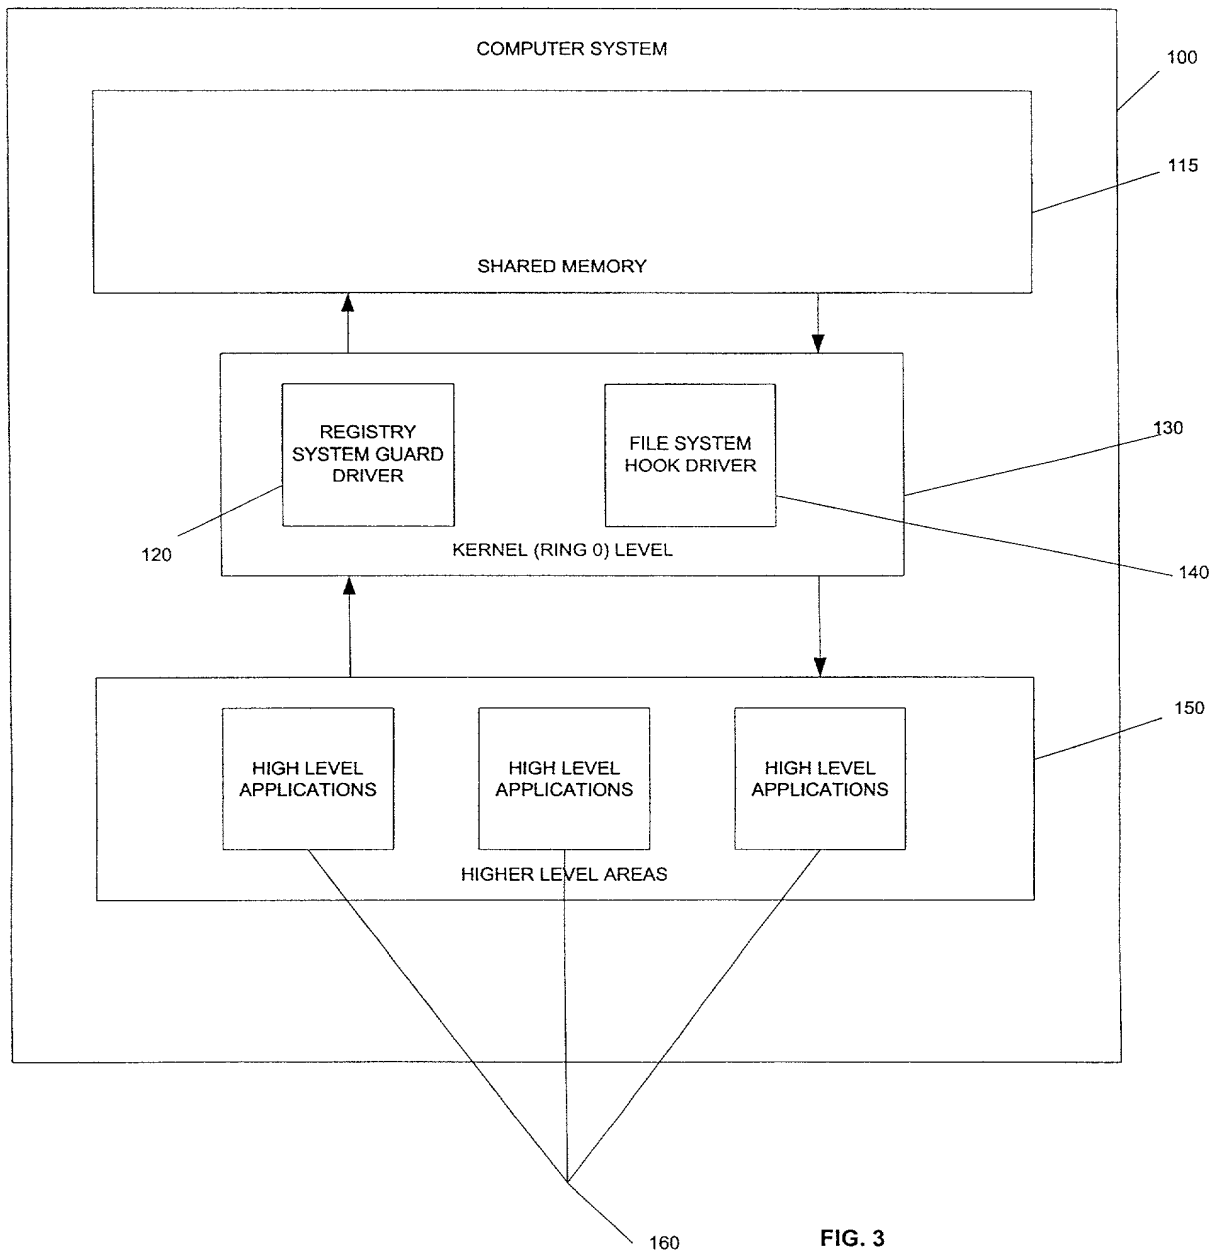 COMPUTER SYSTEM
100
115
SHARED MEMORY
REGISTRY
SYSTEM GUARD
DRIVER
FILE SYSTEM
HOOK DRIVER
130
120
KERNEL (RING 0) LEVEL
140
150
HIGH LEVEL
APPLICATIONS
HIGH LEVEL
APPLICATIONS
HIGH LEVEL
APPLICATIONS
HIGHER LEVEL AREAS
160
FIG. 3